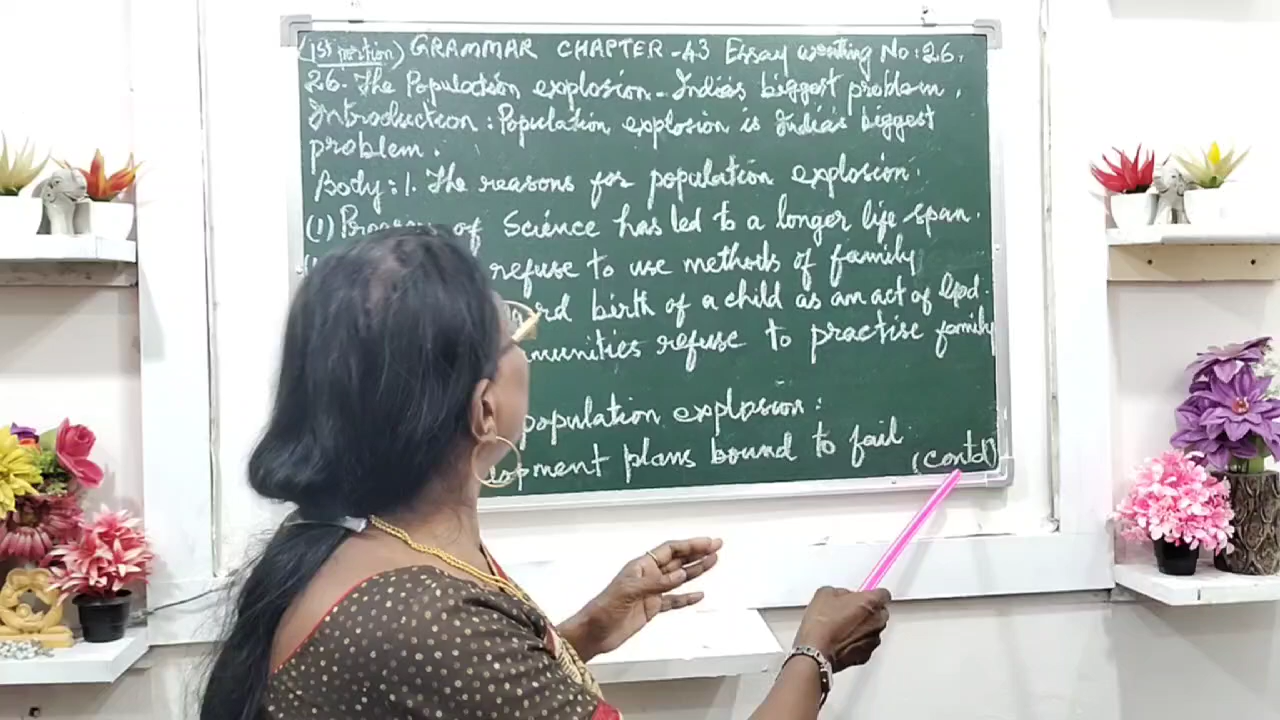 (1st portion) GRAMMAR CHAPTER - 43 Essay writing No: 26.
26. The Population explosion - India's biggest problem.
Introduction: Population explosion is India's biggest
problem.
Body: 1. The reasons for population explosion.
(1) of Science has led to a longer life span.
refuse to use methods of family
birth of a child as an act of God.
refuse to practise family
population explosion:
plans bound to fail
(contd)